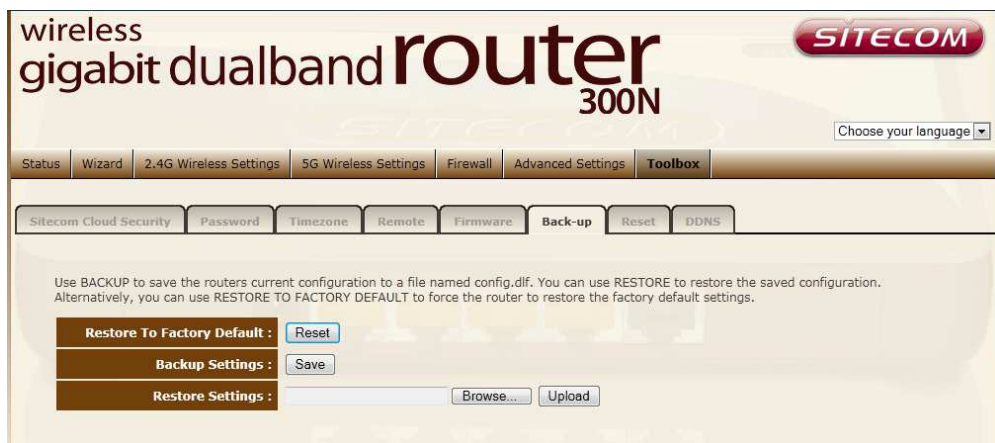 wireless
gigabit dualband router
300N
SITECOM
Choose your language
Status Wizard 2.4G Wireless Settings 5G Wireless Settings Firewall Advanced Settings Toolbox
Sitecom Cloud Security Password Timezone Remote Firmware Back-up Reset DDNS
Use BACKUP to save the routers current configuration to a file named config.dlf. You can use RESTORE to restore the saved configuration.
Alternatively, you can use RESTORE TO FACTORY DEFAULT to force the router to restore the factory default settings.
Restore To Factory Default : Reset
Backup Settings : Save
Restore Settings : Browse... Upload